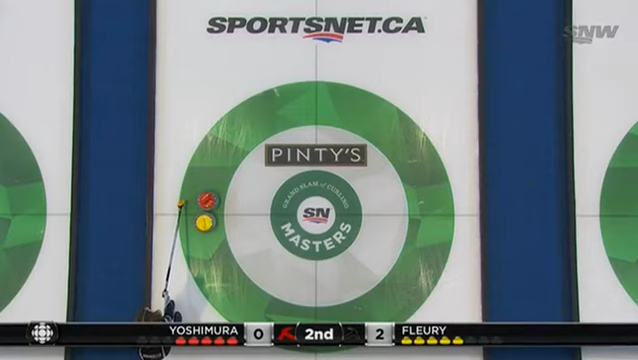 SPORTSNET.CA
SNW
PINTY'S
GRAND SLAM of CURLING
SN
MASTERS
YOSHIMURA 0 2nd 2 FLEURY